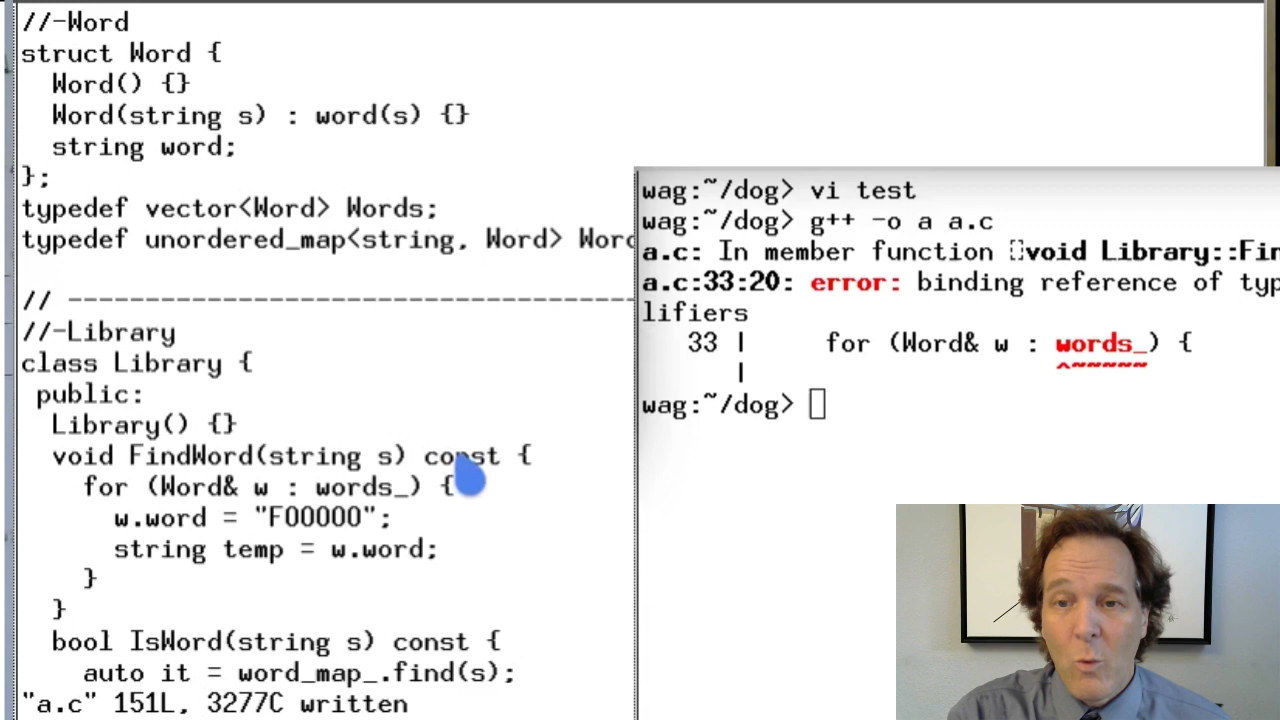 //-Word
struct Word {
Word() {}
Word(string s) : word(s) {}
string word;
};
typedef vector<Word> Words;
typedef unordered_map<string, Word>
// -------------------------------------
//-Library
class Library {
public:
Library() {}
void FindWord(string s) const {
for (Word& w : words_) {
w.word = "F00000";
string temp = w.word;
}
}
bool IsWord(string s) const {
auto it = word_map_.find(s);
"a.c" 151L, 3277C written
wag:~/dog> vi test
wag:~/dog> g++ -o a a.c
a.c: In member function void Library::Fin
a.c:33:20: error: binding reference of typ
lifiers
33 | for (Word& w : words_) {
| ^~~~~~
wag:~/dog>